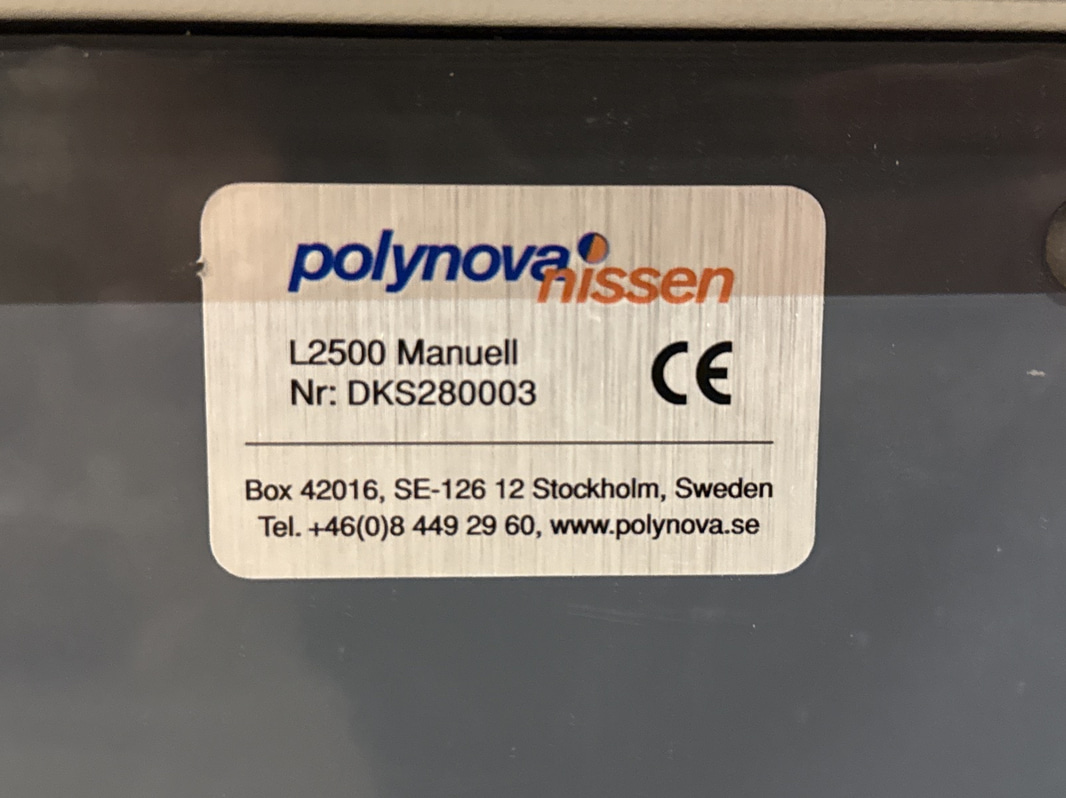 polynova
nissen
L2500 Manuell
Nr: DKS280003
CE
Box 42016, SE-126 12 Stockholm, Sweden
Tel. +46(0)8 449 29 60, www.polynova.se